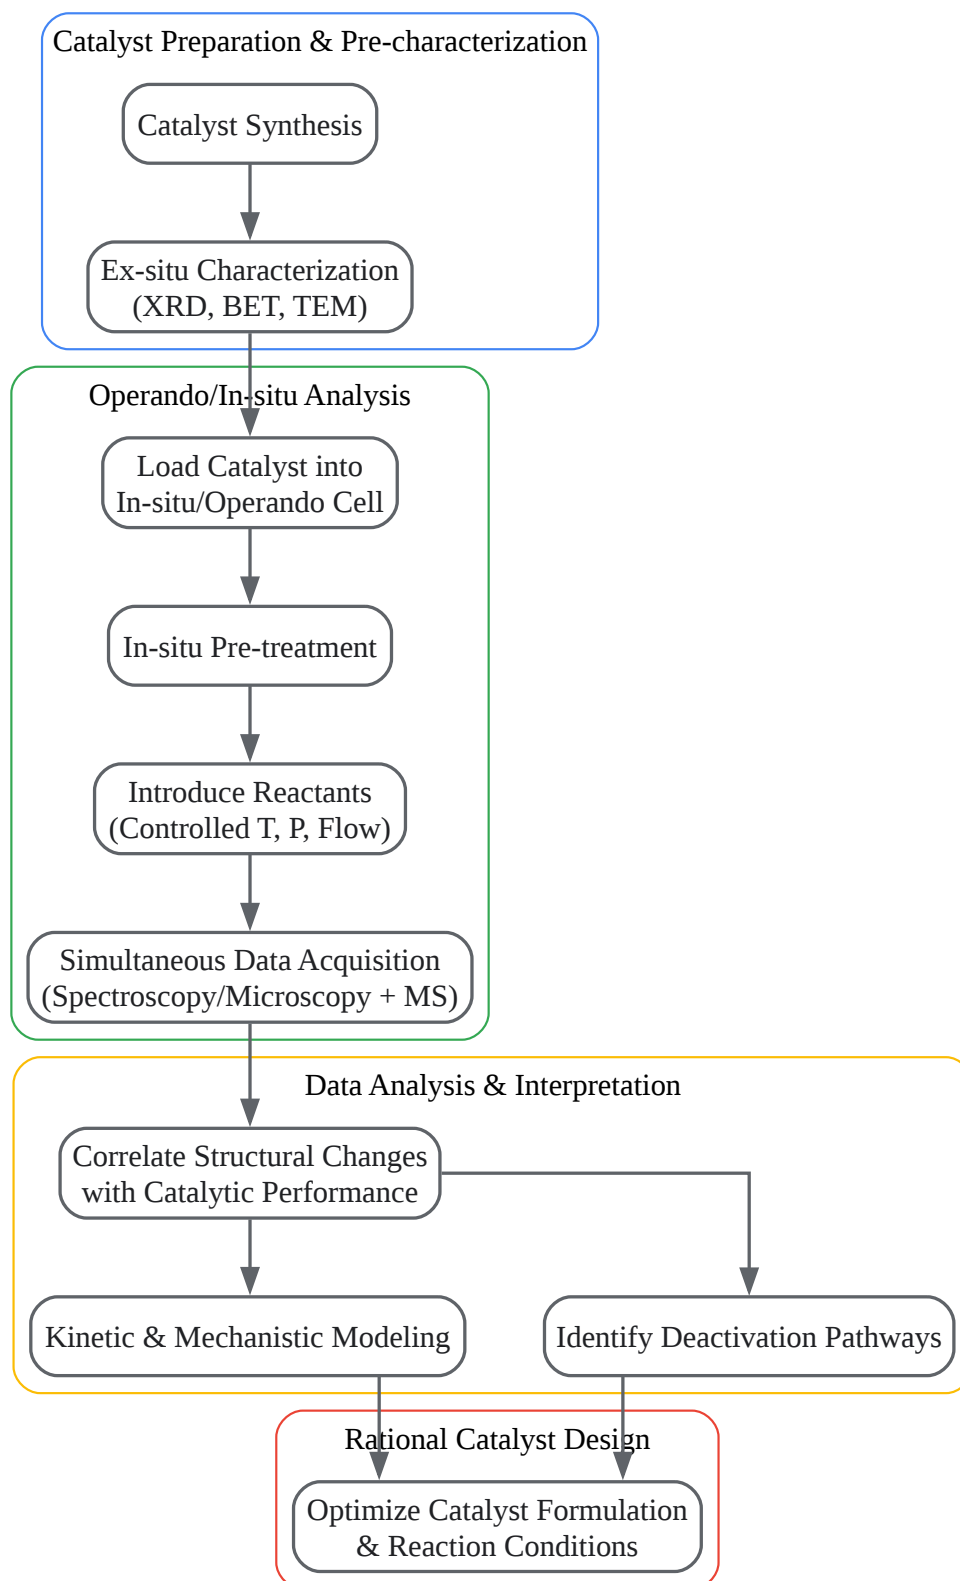 Catalyst Preparation & Pre-characterization
Catalyst Synthesis
Ex-situ Characterization
(XRD, BET, TEM)
Operando/In-situ Analysis
Load Catalyst into
In-situ/Operando Cell
In-situ Pre-treatment
Introduce Reactants
(Controlled T, P, Flow)
Simultaneous Data Acquisition
(Spectroscopy/Microscopy + MS)
Data Analysis & Interpretation
Correlate Structural Changes
with Catalytic Performance
Kinetic & Mechanistic Modeling
Identify Deactivation Pathways
Rational Catalyst Design
Optimize Catalyst Formulation
& Reaction Conditions